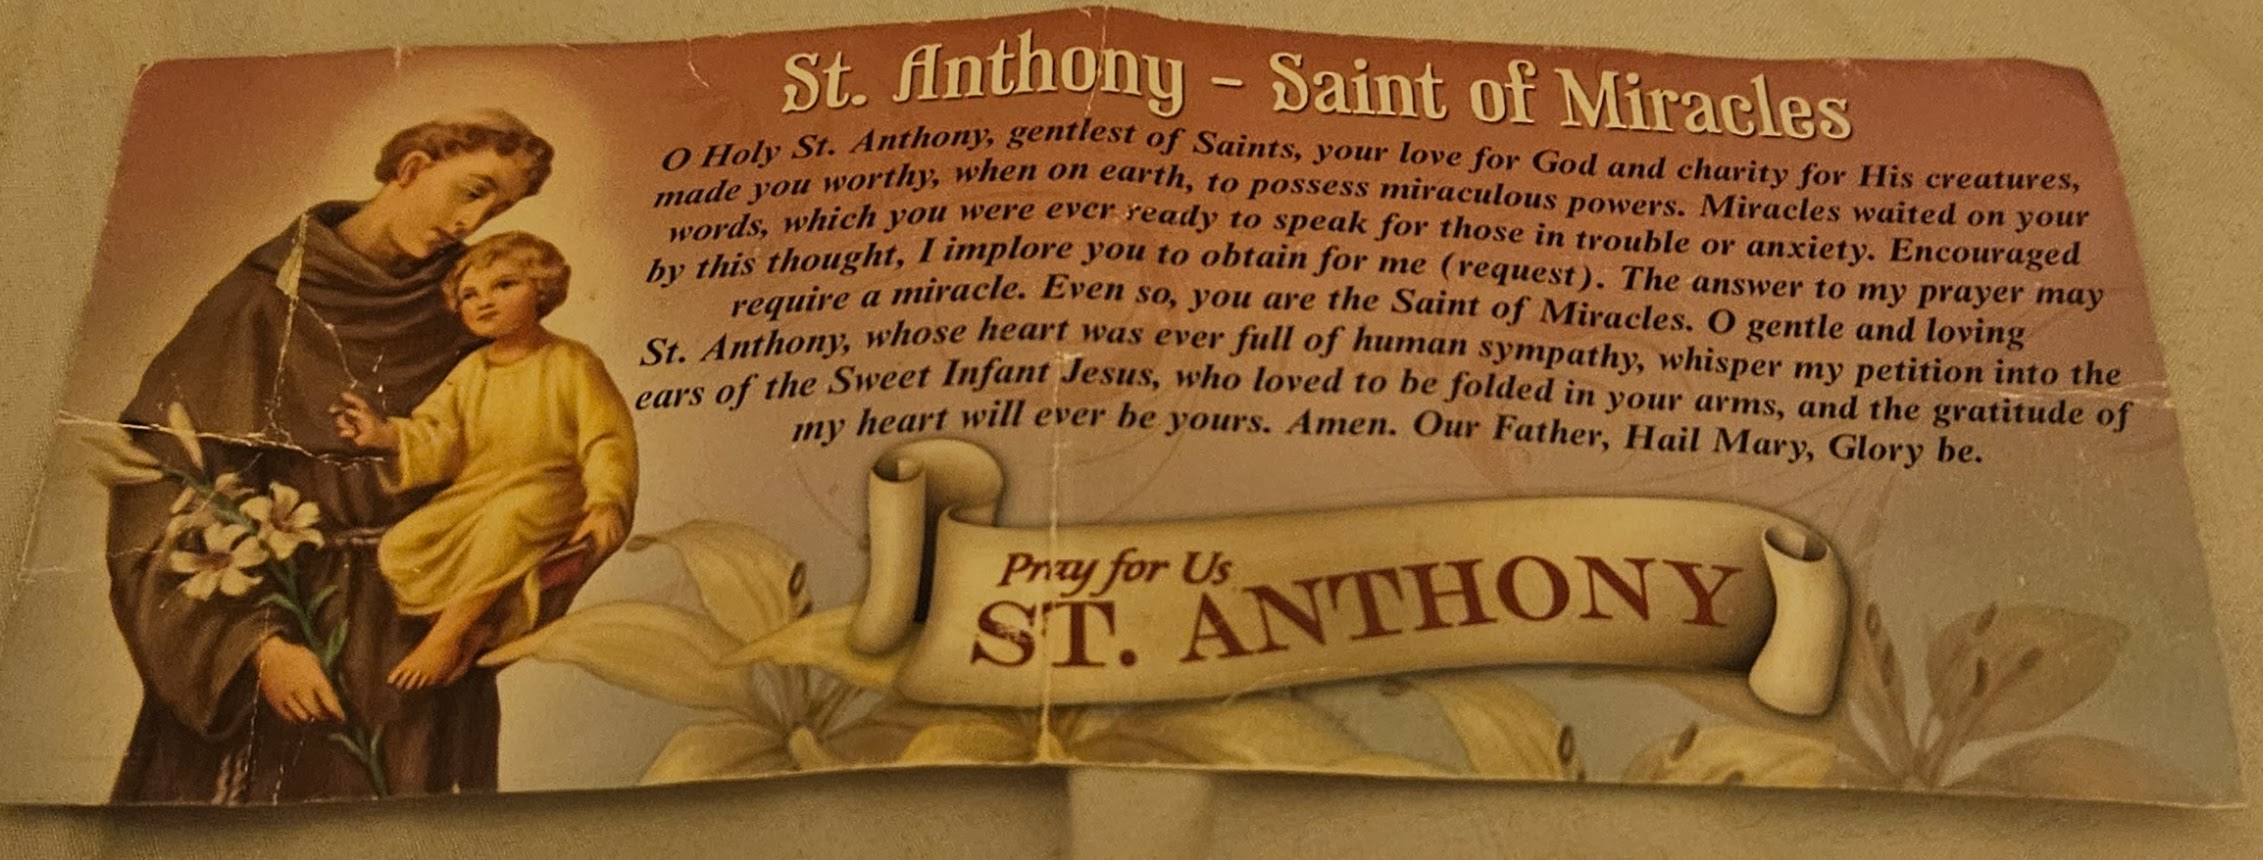 St. Anthony - Saint of Miracles
O Holy St. Anthony, gentlest of Saints, your love for God and charity for His creatures,
made you worthy, when on earth, to possess miraculous powers. Miracles waited on your
words, which you were ever ready to speak for those in trouble or anxiety. Encouraged
by this thought, I implore you to obtain for me (request). The answer to my prayer may
require a miracle. Even so, you are the Saint of Miracles. O gentle and loving
St. Anthony, whose heart was ever full of human sympathy, whisper my petition into the
ears of the Sweet Infant Jesus, who loved to be folded in your arms, and the gratitude of
my heart will ever be yours. Amen. Our Father, Hail Mary, Glory be.
Pray for Us
ST. ANTHONY